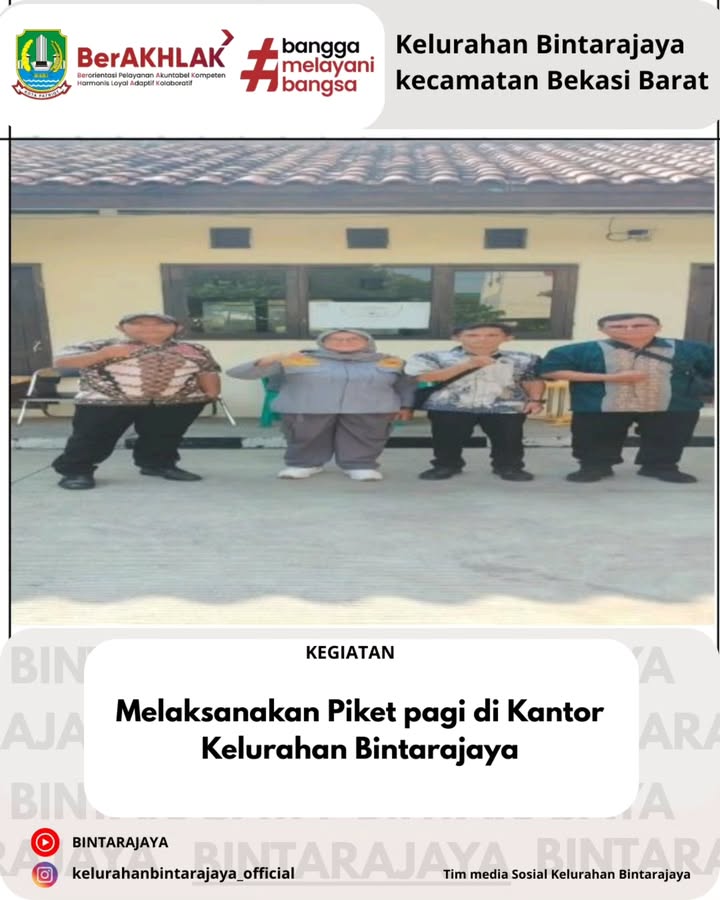 BerAKHLAK
Berorientasi Pelayanan Akuntabel Kompeten
Harmonis Loyal Adaptif Kolaboratif
#bangga
melayani
bangsa
Kelurahan Bintarajaya
kecamatan Bekasi Barat
KEGIATAN
Melaksanakan Piket pagi di Kantor
Kelurahan Bintarajaya
BINTARAJAYA
kelurahanbintarajaya_official
Tim media Sosial Kelurahan Bintarajaya
BINTARAJAYA